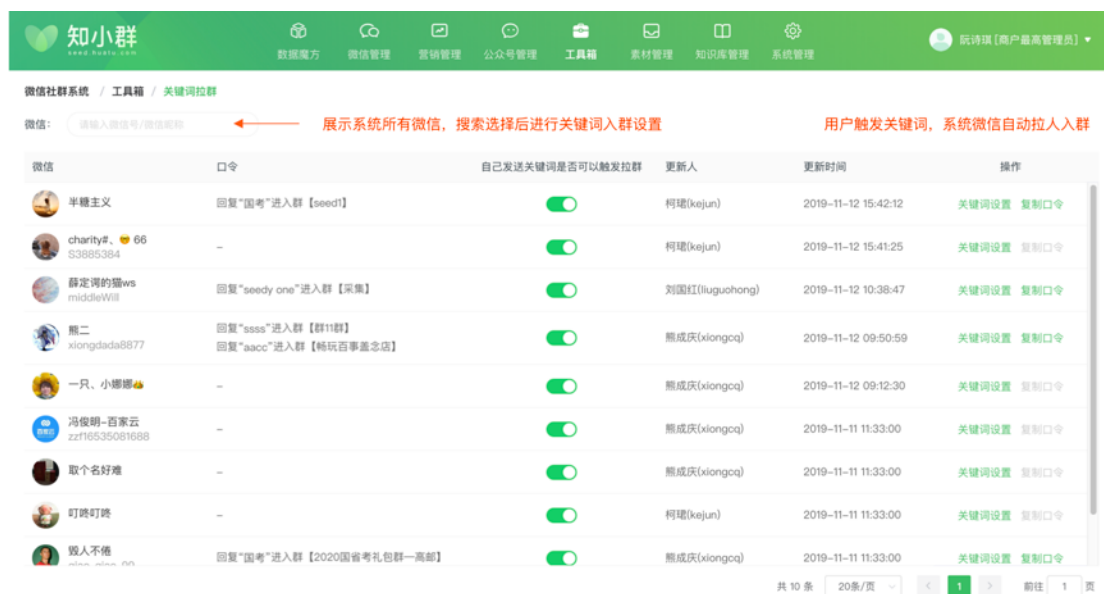 知小群
seed.huatu.com
数据魔方 微信管理 营销管理 公众号管理 工具箱 素材管理 知识库管理 系统管理
阮诗琪 [商户最高管理员]
微信社群系统 / 工具箱 / 关键词拉群
微信: 请输入微信号/微信昵称 展示系统所有微信，搜索选择后进行关键词入群设置 用户触发关键词，系统微信自动拉人入群
微信 口令 自己发送关键词是否可以触发拉群 更新人 更新时间 操作
半糖主义 回复“国考”进入群【seed1】 柯珺(kejun) 2019-11-12 15:42:12 关键词设置 复制口令
charity#、 66
S3885384
- 柯珺(kejun) 2019-11-12 15:41:25 关键词设置 复制口令
薛定谔的猫ws
middleWill
回复“seedy one”进入群【采集】 刘国红(liuguohong) 2019-11-12 10:38:47 关键词设置 复制口令
熊二
xiongdada8877
回复“ssss”进入群【群11群】
回复“aacc”进入群【畅玩百事盖念店】
熊成庆(xiongcq) 2019-11-12 09:50:59 关键词设置 复制口令
一只、小娜娜 - 熊成庆(xiongcq) 2019-11-12 09:12:30 关键词设置 复制口令
冯俊明-百家云
zzf16535081688
- 熊成庆(xiongcq) 2019-11-11 11:33:00 关键词设置 复制口令
取个名好难 - 熊成庆(xiongcq) 2019-11-11 11:33:00 关键词设置 复制口令
叮咚叮咚 - 柯珺(kejun) 2019-11-11 11:33:00 关键词设置 复制口令
毁人不倦 回复“国考”进入群【2020国省考礼包群—高邮】 熊成庆(xiongcq) 2019-11-11 11:33:00 关键词设置 复制口令
共 10 条 20条/页 < 1 > 前往 1 页